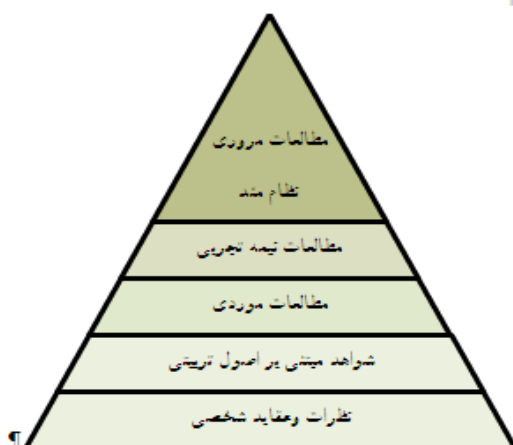 مطالعات مروری
نظام مند
مطالعات نیمه تجربی
مطالعات موردی
شواهد مبتنی بر اصول تربیتی
نظرات وعقاید شخصی
¶